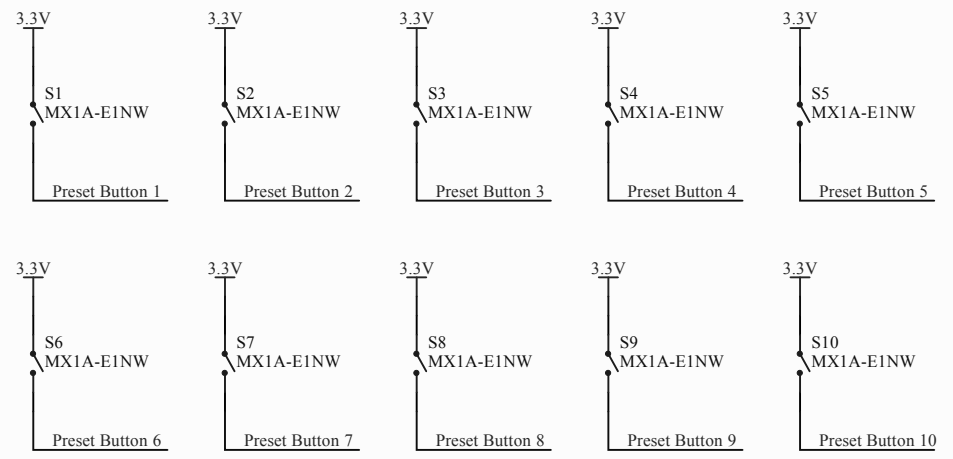 3.3V 3.3V 3.3V 3.3V 3.3V
S1 S2 S3 S4 S5
MX1A-E1NW MX1A-E1NW MX1A-E1NW MX1A-E1NW MX1A-E1NW
Preset Button 1 Preset Button 2 Preset Button 3 Preset Button 4 Preset Button 5
3.3V 3.3V 3.3V 3.3V 3.3V
S6 S7 S8 S9 S10
MX1A-E1NW MX1A-E1NW MX1A-E1NW MX1A-E1NW MX1A-E1NW
Preset Button 6 Preset Button 7 Preset Button 8 Preset Button 9 Preset Button 10